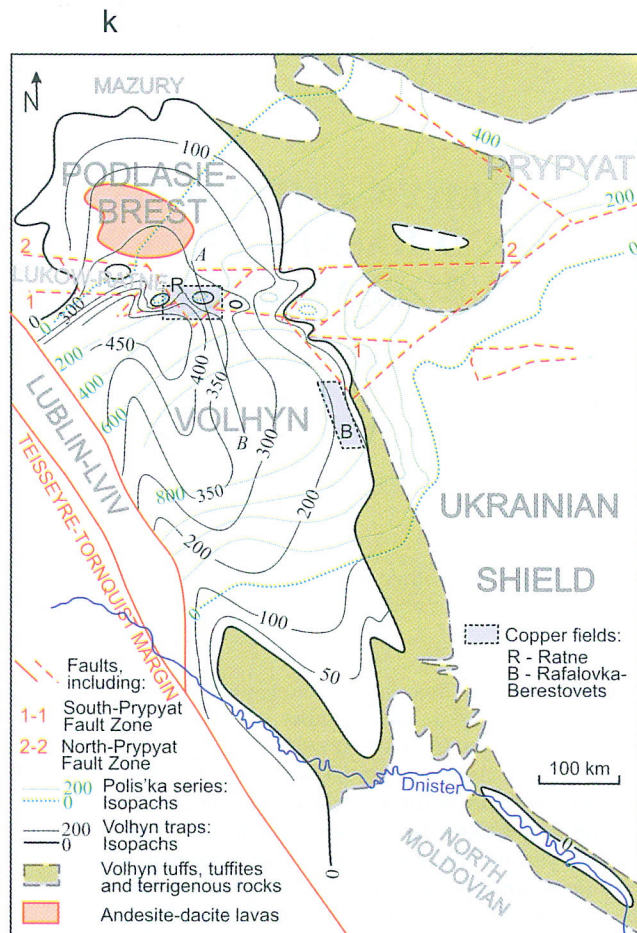 k
N
MAZURY
100
PODLASIE-
BREST
400
PRYPYAT
200
0
2
A
2
LUKOW-RATNE
R
1
0
300
0
200
450
400
400
350
1
600
VOLHYN
300
B
B
LUBLIN-LVIV
TEISSEYRE-TORNQUIST MARGIN
800
350
200
200
0
UKRAINIAN
SHIELD
100
50
Copper fields:
R - Ratne
B - Rafalovka-
Berestovets
Faults,
including:
1-1 South-Prypyat
Fault Zone
2-2 North-Prypyat
Fault Zone
200 Polis'ka series:
0 Isopachs
200 Volhyn traps:
0 Isopachs
Volhyn tuffs, tuffites
and terrigenous rocks
Andesite-dacite lavas
100 km
Dnister
NORTH
MOLDOVIAN
0
0